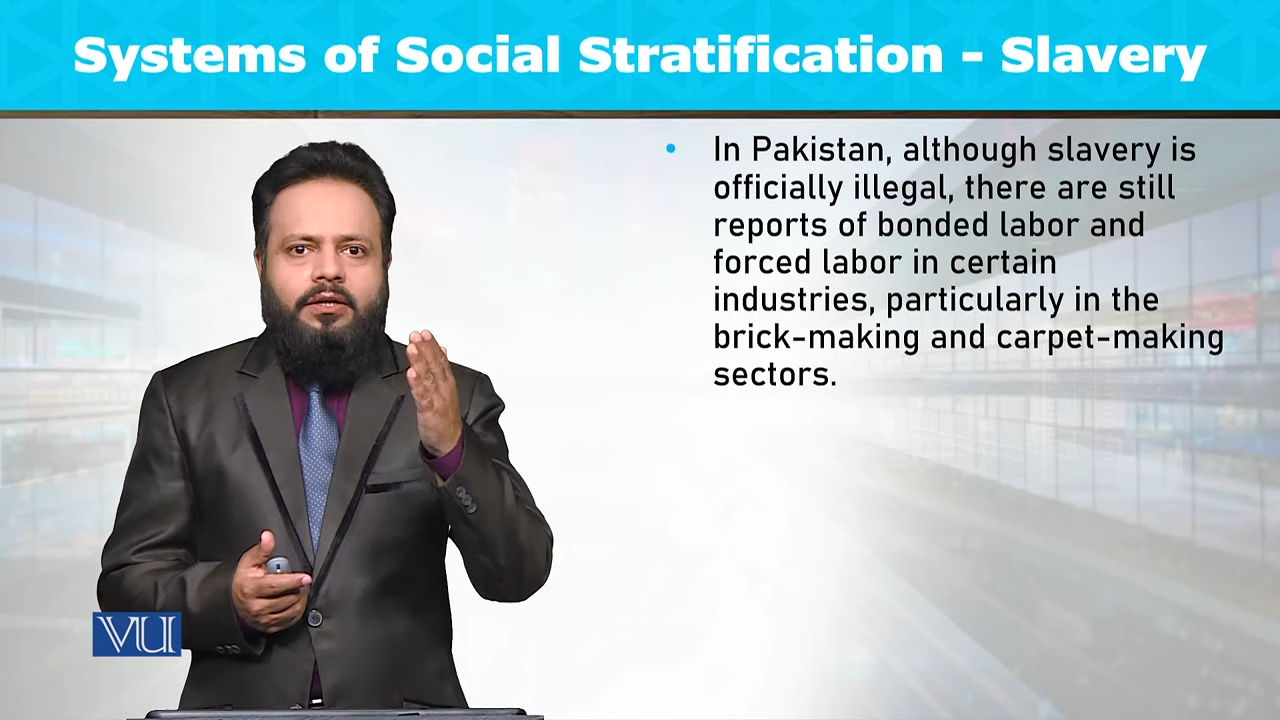 Systems of Social Stratification - Slavery
• In Pakistan, although slavery is
officially illegal, there are still
reports of bonded labor and
forced labor in certain
industries, particularly in the
brick-making and carpet-making
sectors.
VU